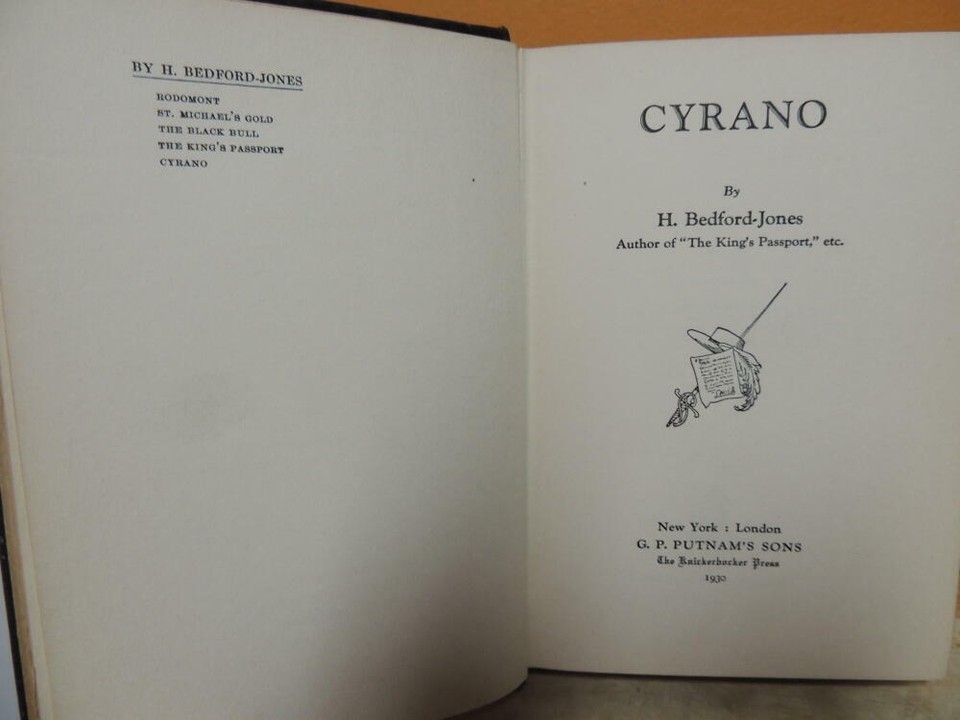 BY H. BEDFORD-JONES
RODOMONT
ST. MICHAEL'S GOLD
THE BLACK BULL
THE KING'S PASSPORT
CYRANO
CYRANO
By
H. Bedford-Jones
Author of "The King's Passport," etc.
New York : London
G. P. PUTNAM'S SONS
The Knickerbocker Press
1930